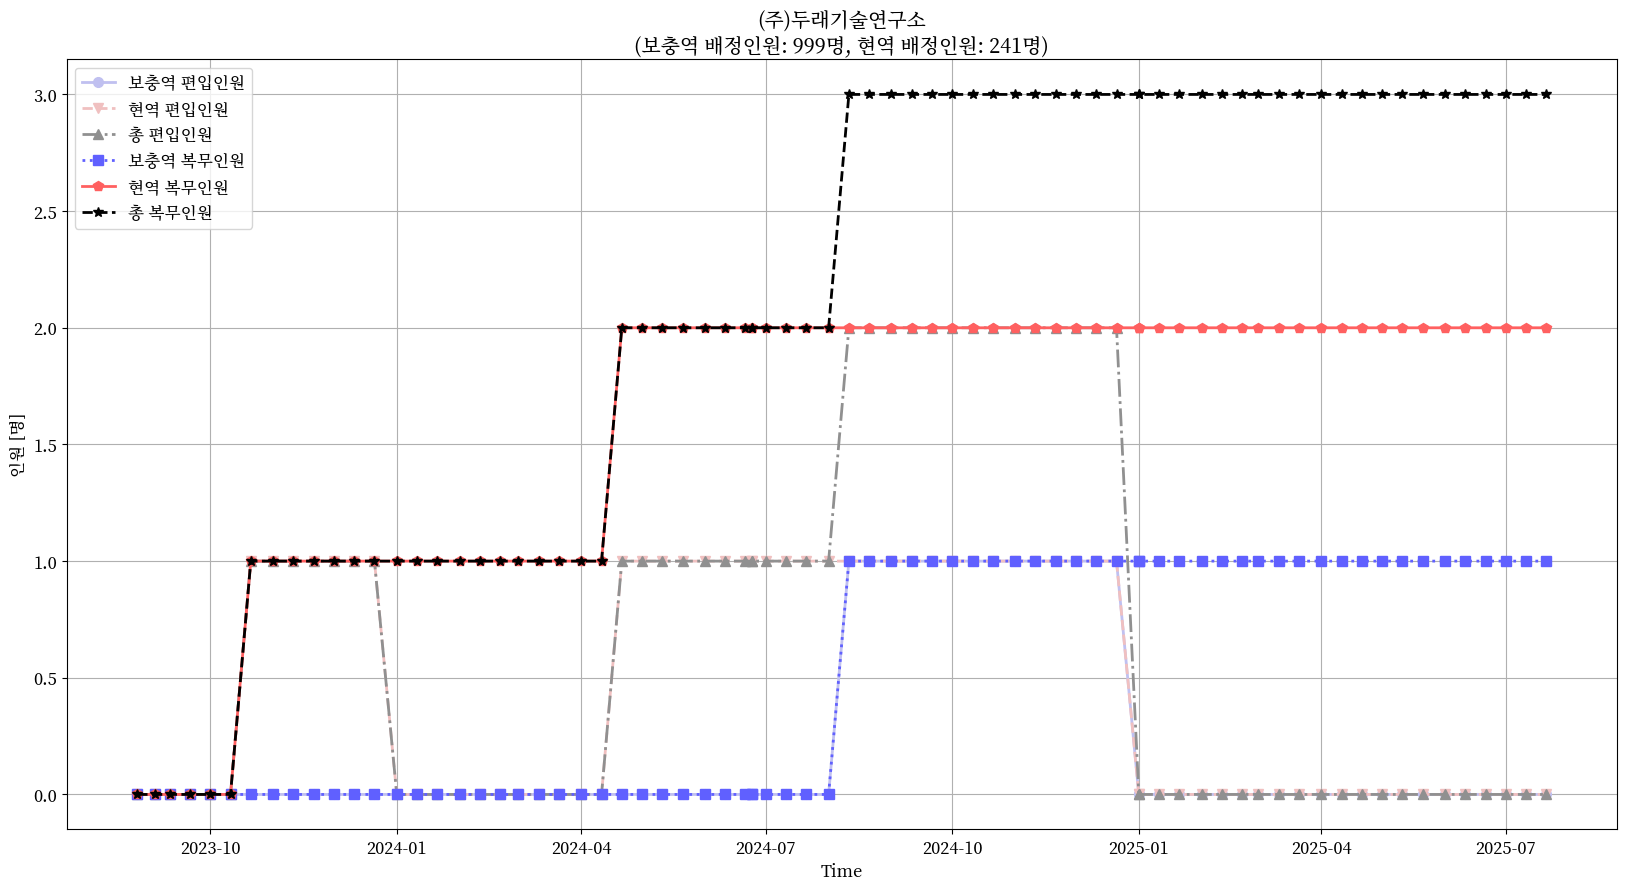 (주)두래기술연구소
(보충역 배정인원: 999명, 현역 배정인원: 241명)
보충역 편입인원
현역 편입인원
총 편입인원
보충역 복무인원
현역 복무인원
총 복무인원
인원 [명]
3.0
2.5
2.0
1.5
1.0
0.5
0.0
2023-10
2024-01
2024-04
2024-07
2024-10
2025-01
2025-04
2025-07
Time